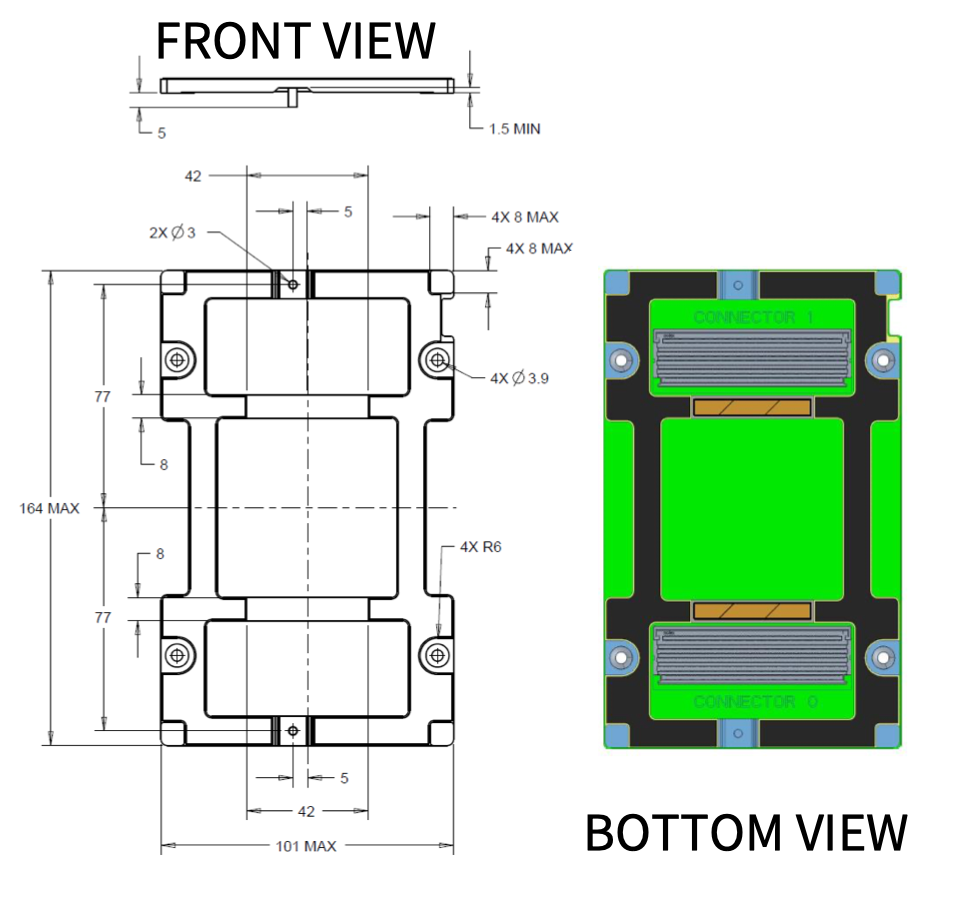 FRONT VIEW
5
1.5 MIN
42
5
4X 8 MAX
2X Ø 3
4X 8 MAX
CONNECTOR 1
4X Ø 3.9
77
8
164 MAX
8
4X R6
77
CONNECTOR 0
5
42
101 MAX
BOTTOM VIEW